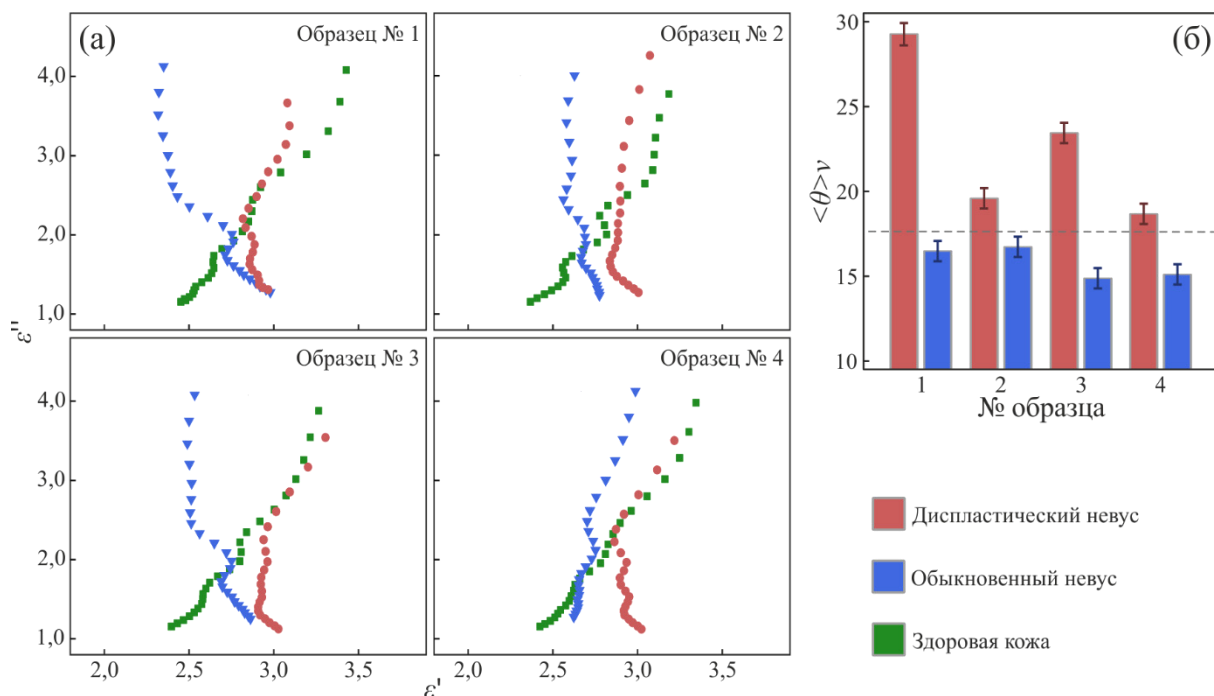 (а)
Образец № 1
Образец № 2
4,0
3,0
2,0
1,0
ε''
Образец № 3
Образец № 4
4,0
3,0
2,0
1,0
2,0 2,5 3,0 3,5 2,0 2,5 3,0 3,5
ε'
(б)
30
25
20
15
10
<θ>ν
1 2 3 4
№ образца
Диспластический невус
Обыкновенный невус
Здоровая кожа